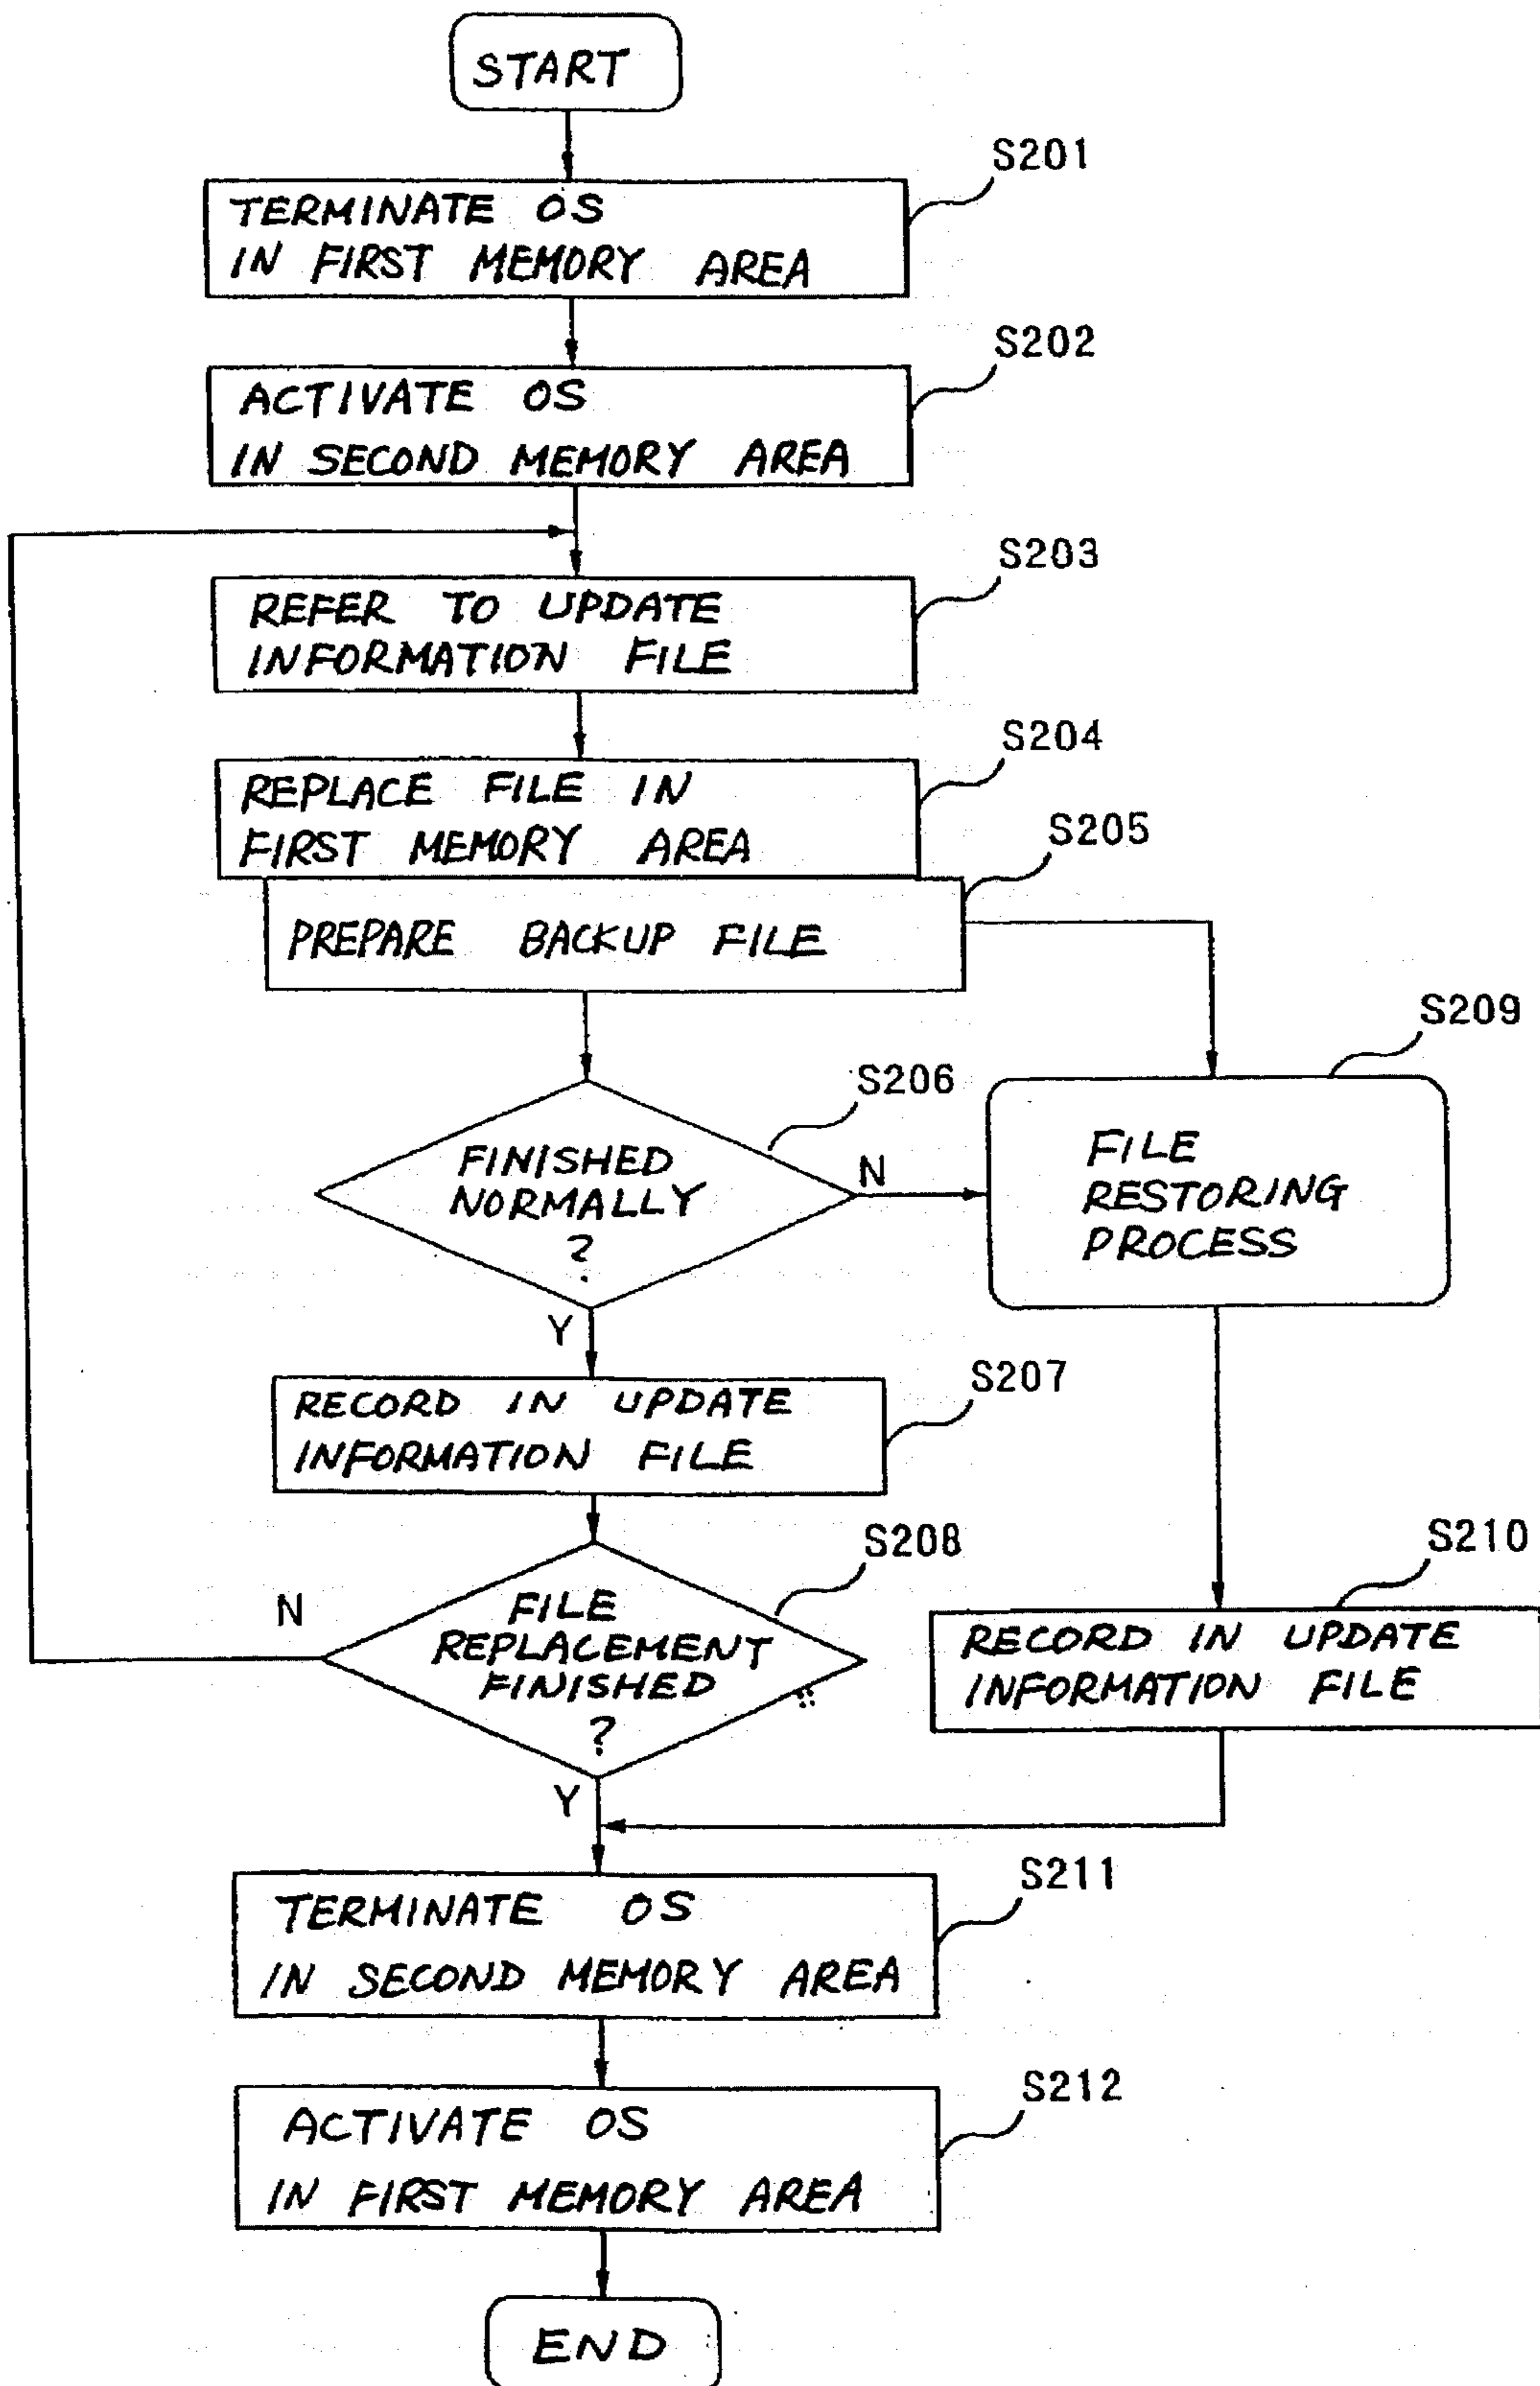 START
S201
TERMINATE OS
IN FIRST MEMORY AREA
S202
ACTIVATE OS
IN SECOND MEMORY AREA
S203
REFER TO UPDATE
INFORMATION FILE
S204
REPLACE FILE IN
FIRST MEMORY AREA
S205
PREPARE BACKUP FILE
S206
FINISHED
NORMALLY
?
N
Y
S209
FILE
RESTORING
PROCESS
S207
RECORD IN UPDATE
INFORMATION FILE
S208
FILE
REPLACEMENT
FINISHED
?
N
Y
S210
RECORD IN UPDATE
INFORMATION FILE
S211
TERMINATE OS
IN SECOND MEMORY AREA
S212
ACTIVATE OS
IN FIRST MEMORY AREA
END